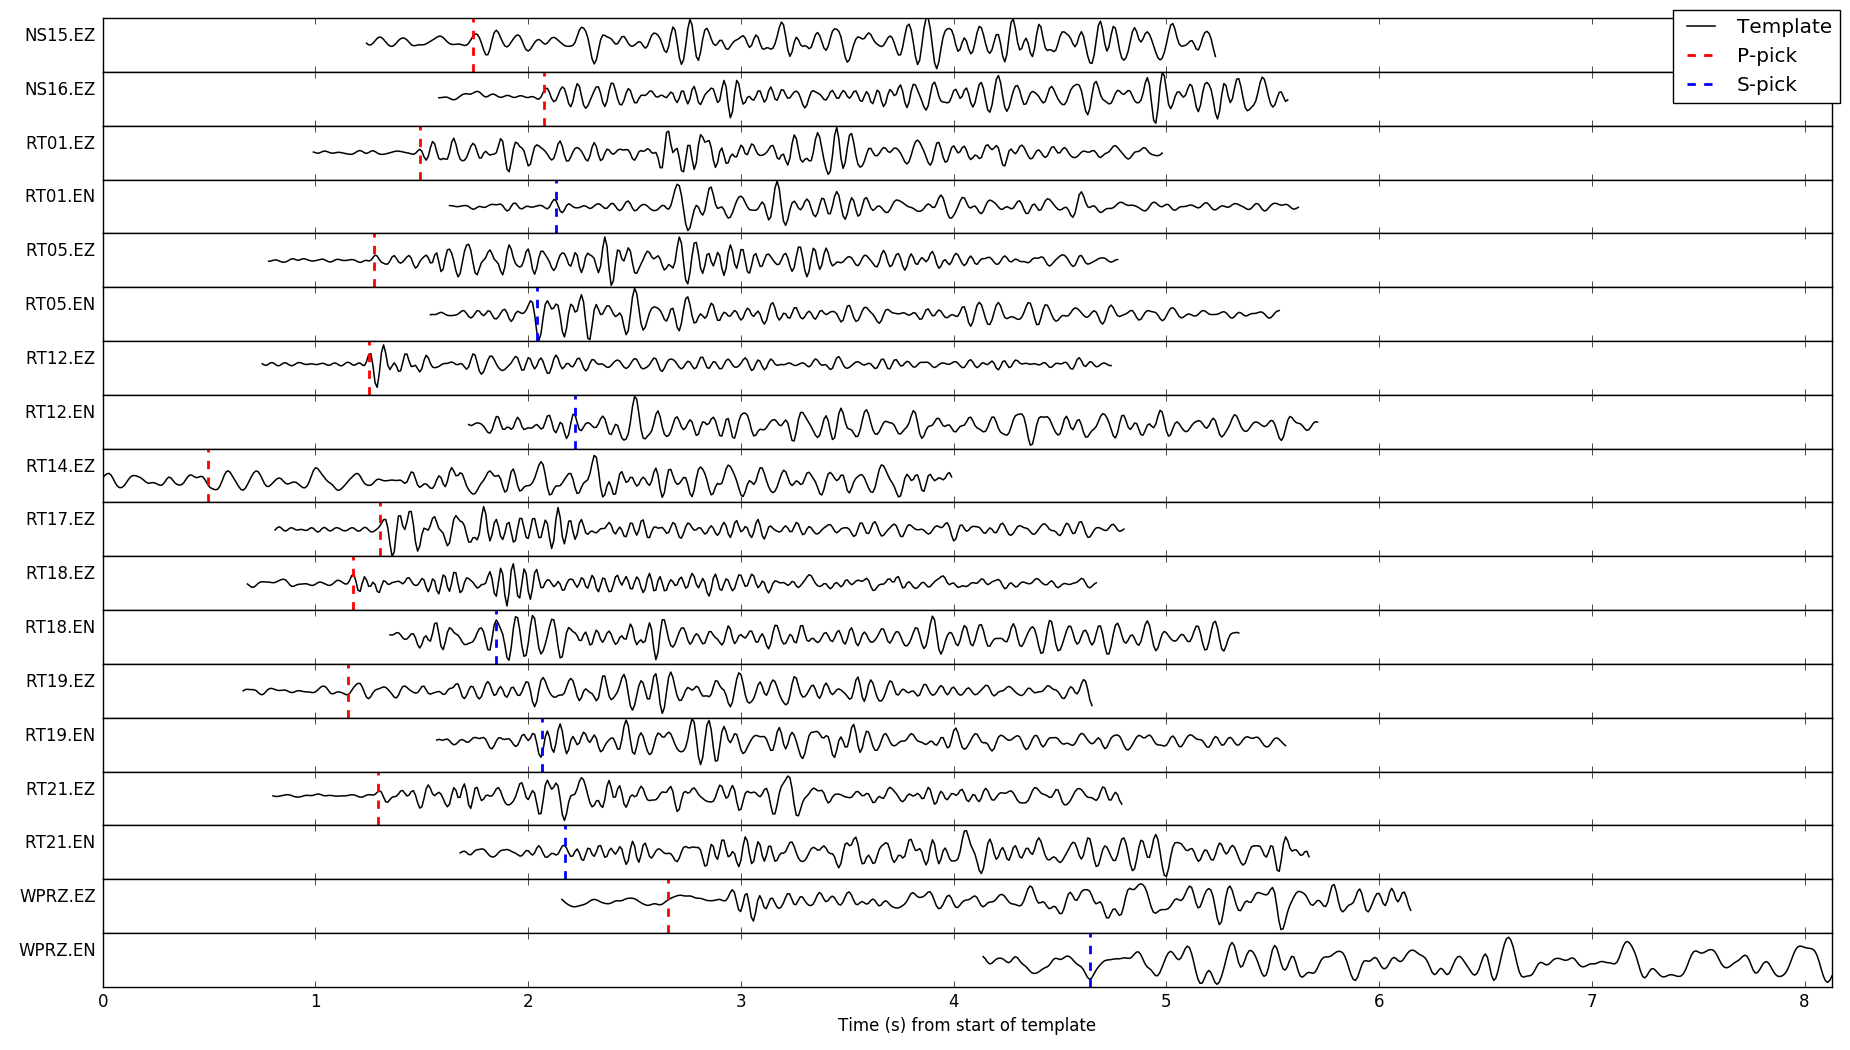 NS15.EZ
NS16.EZ
RT01.EZ
RT01.EN
RT05.EZ
RT05.EN
RT12.EZ
RT12.EN
RT14.EZ
RT17.EZ
RT18.EZ
RT18.EN
RT19.EZ
RT19.EN
RT21.EZ
RT21.EN
WPRZ.EZ
WPRZ.EN
Template
P-pick
S-pick
0 1 2 3 4 5 6 7 8
Time (s) from start of template